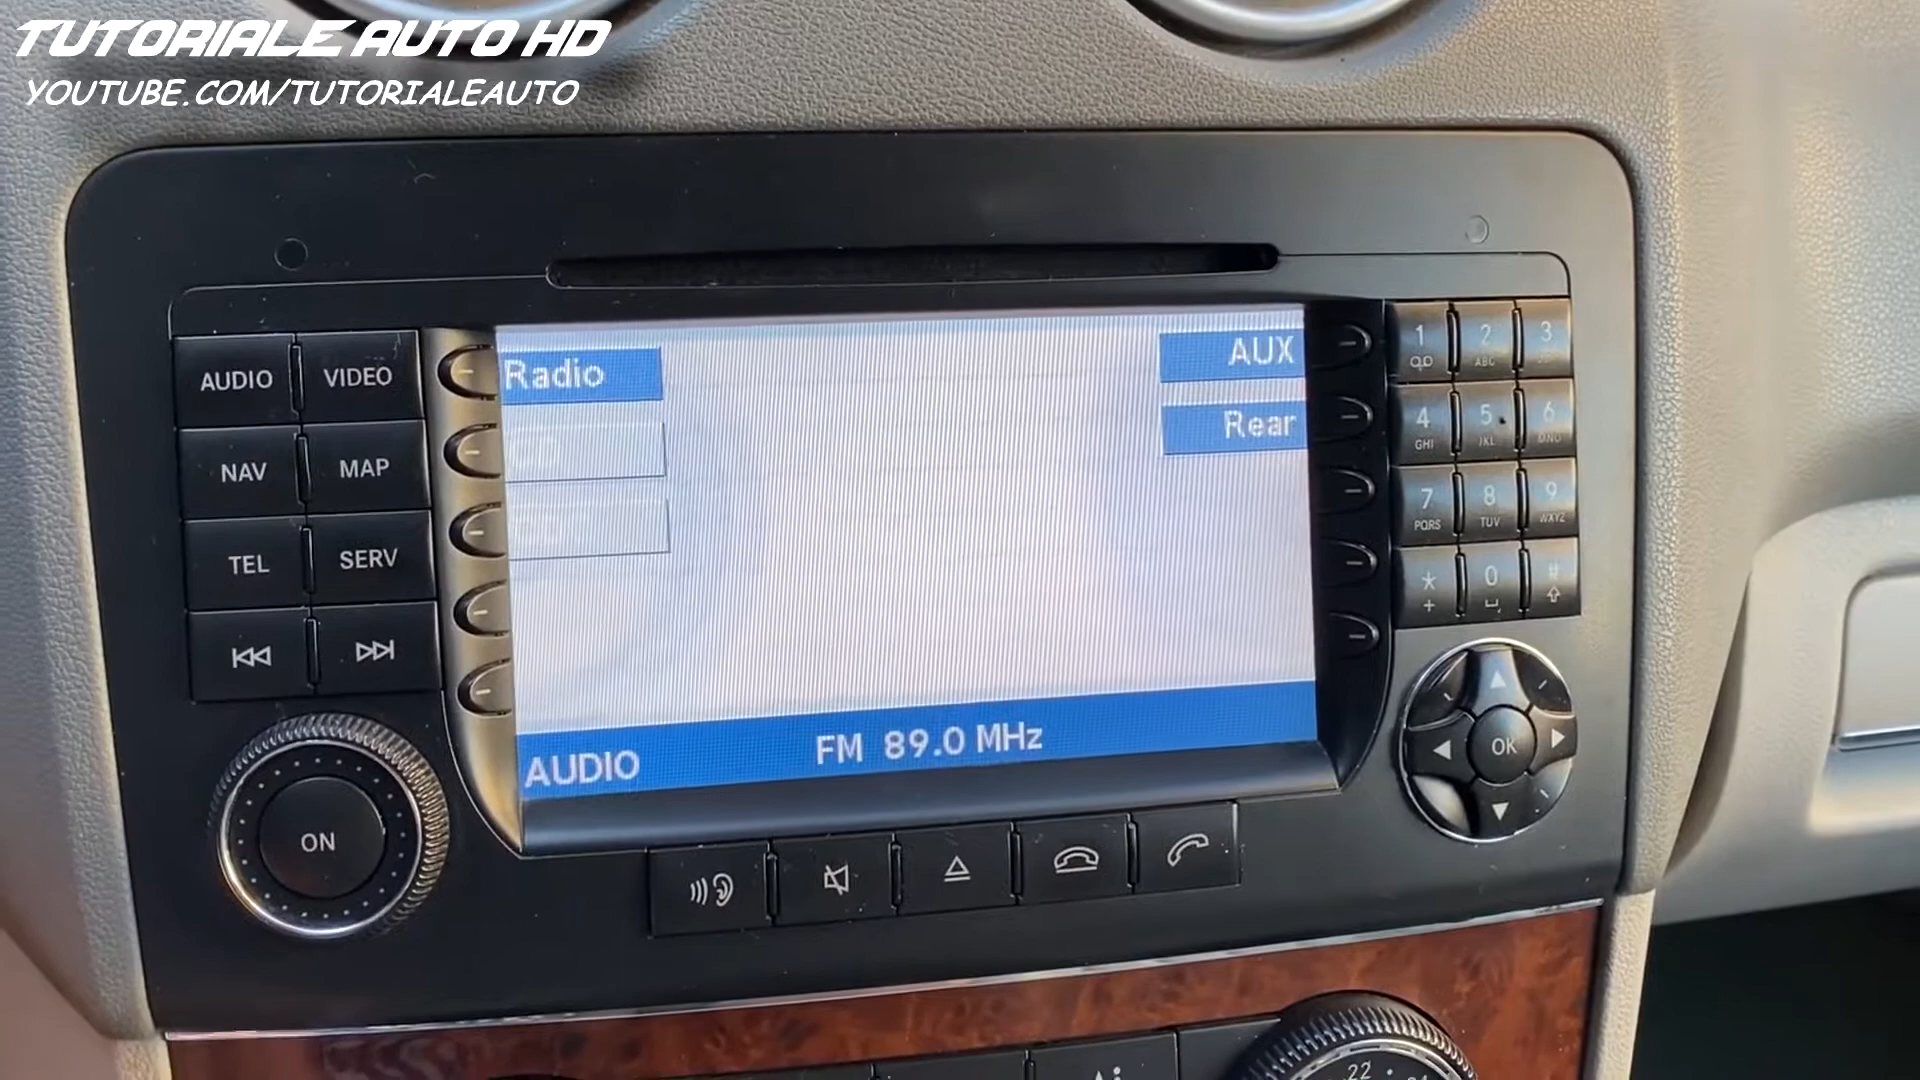 TUTORIALE AUTO HD
YOUTUBE.COM/TUTORIALEAUTO
AUDIO VIDEO
NAV MAP
TEL SERV
ON
Radio
AUX
Rear
AUDIO FM 89.0 MHz
1 2 3
ABC
4 5 6
GHI JKL MNO
7 8 9
PQRS TUV WXYZ
* 0 #
+
OK
22